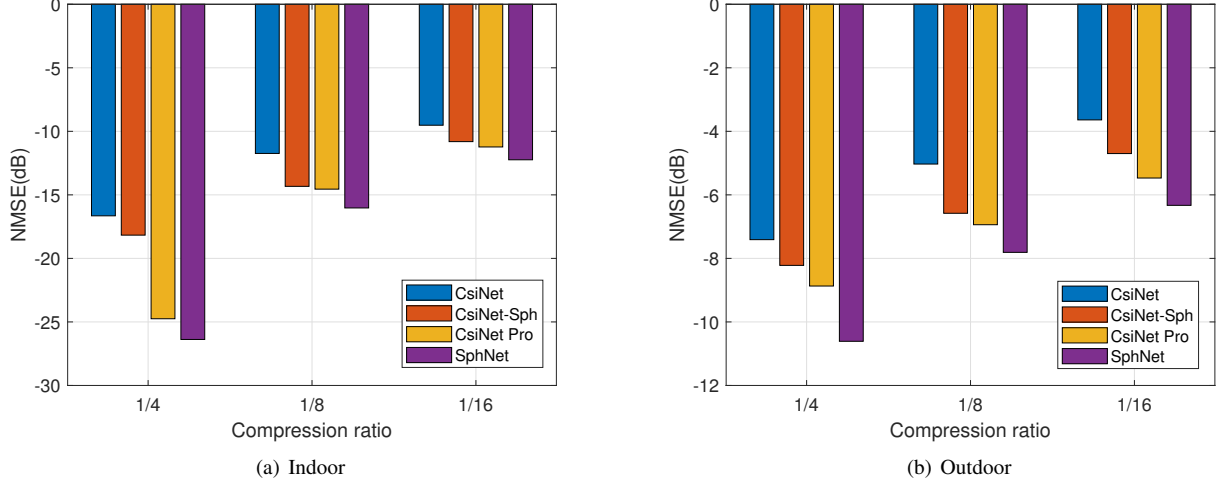 0
-5
-10
-15
-20
-25
-30
NMSE(dB)
CsiNet
CsiNet-Sph
CsiNet Pro
SphNet
1/4 1/8 1/16
Compression ratio
(a) Indoor
0
-2
-4
-6
-8
-10
-12
NMSE(dB)
CsiNet
CsiNet-Sph
CsiNet Pro
SphNet
1/4 1/8 1/16
Compression ratio
(b) Outdoor